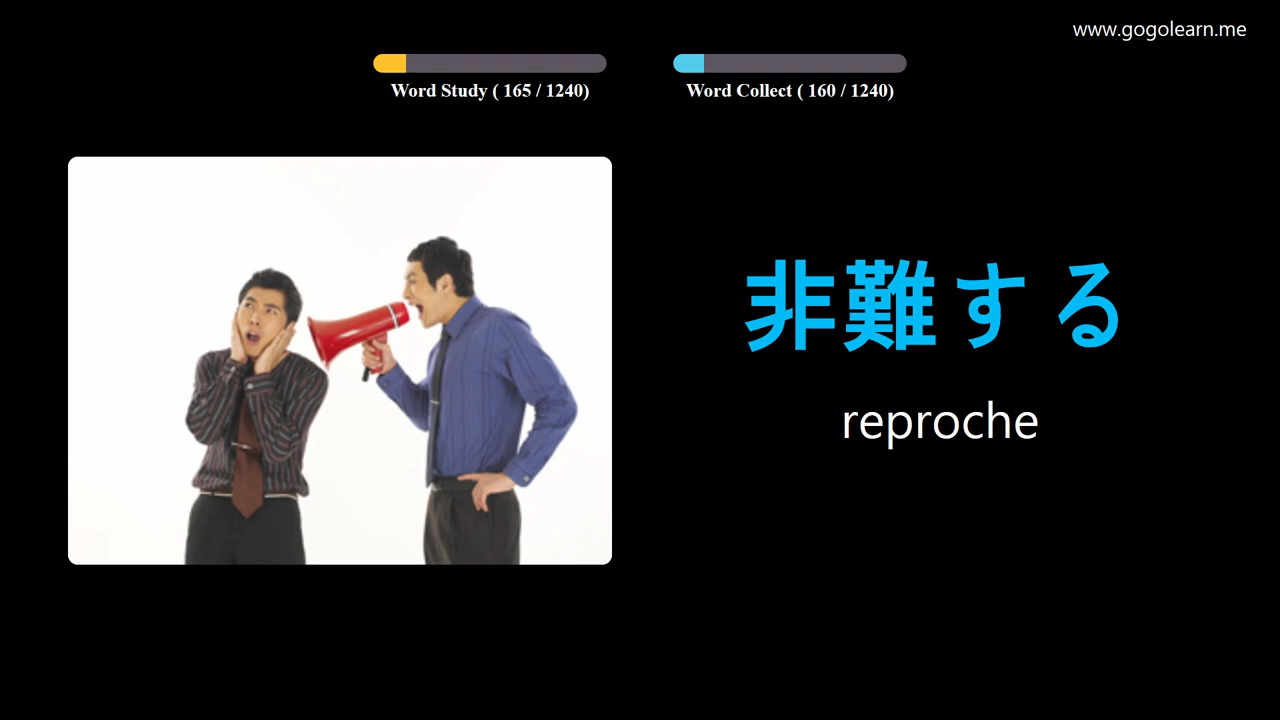 www.gogolearn.me
Word Study ( 165 / 1240)
Word Collect ( 160 / 1240)
非難する
reproche